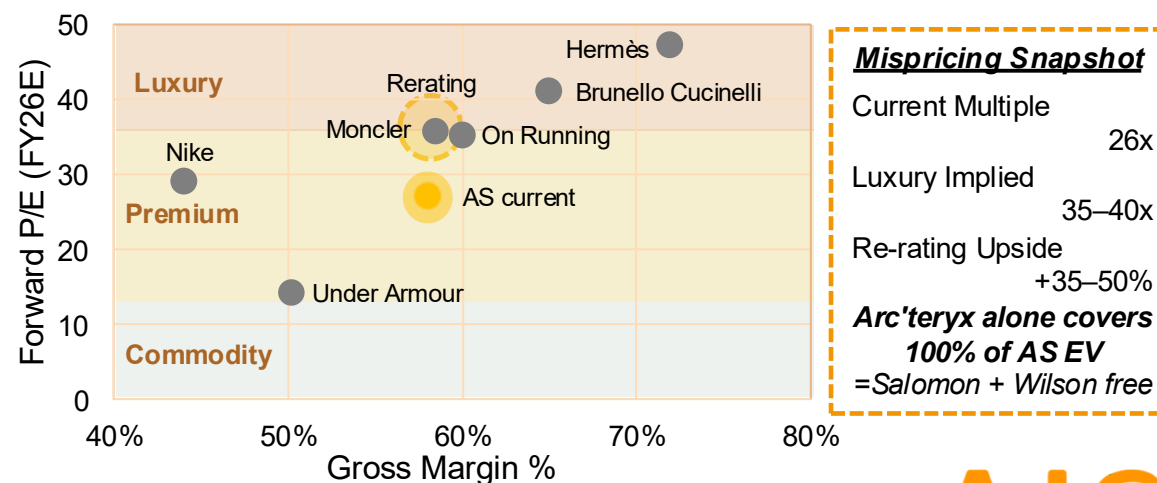 Forward P/E (FY26E)
50
40
30
20
10
0
Luxury
Premium
Commodity
Hermès
Brunello Cucinelli
Rerating
Moncler
On Running
Nike
AS current
Under Armour
40%
50%
60%
70%
80%
Gross Margin %
Mispricing Snapshot
Current Multiple
26x
Luxury Implied
35–40x
Re-rating Upside
+35–50%
Arc'teryx alone covers
100% of AS EV
=Salomon + Wilson free